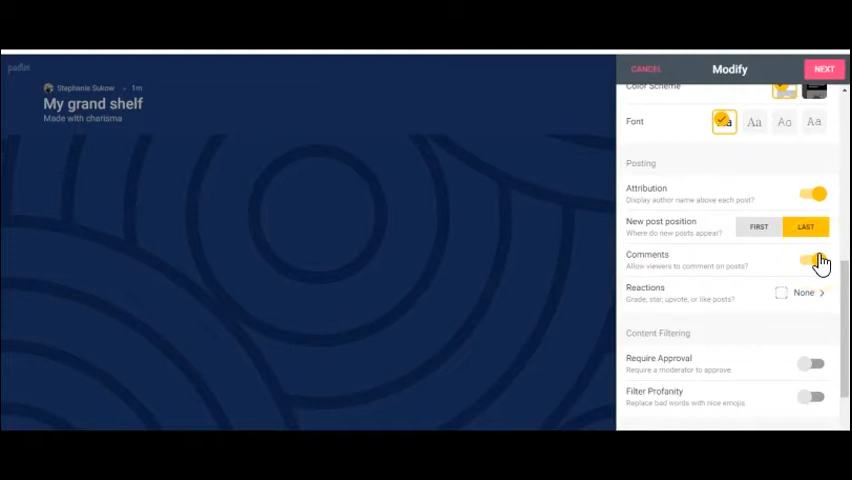 padlet
Stephanie Sukow • 1m
My grand shelf
Made with charisma
CANCEL
Modify
NEXT
Color Scheme
Font
Aa Aa Aa
Posting
Attribution
Display author name above each post?
New post position
Where do new posts appear?
FIRST
LAST
Comments
Allow viewers to comment on posts?
Reactions
Grade, star, upvote, or like posts?
None
Content Filtering
Require Approval
Require a moderator to approve.
Filter Profanity
Replace bad words with nice emojis.